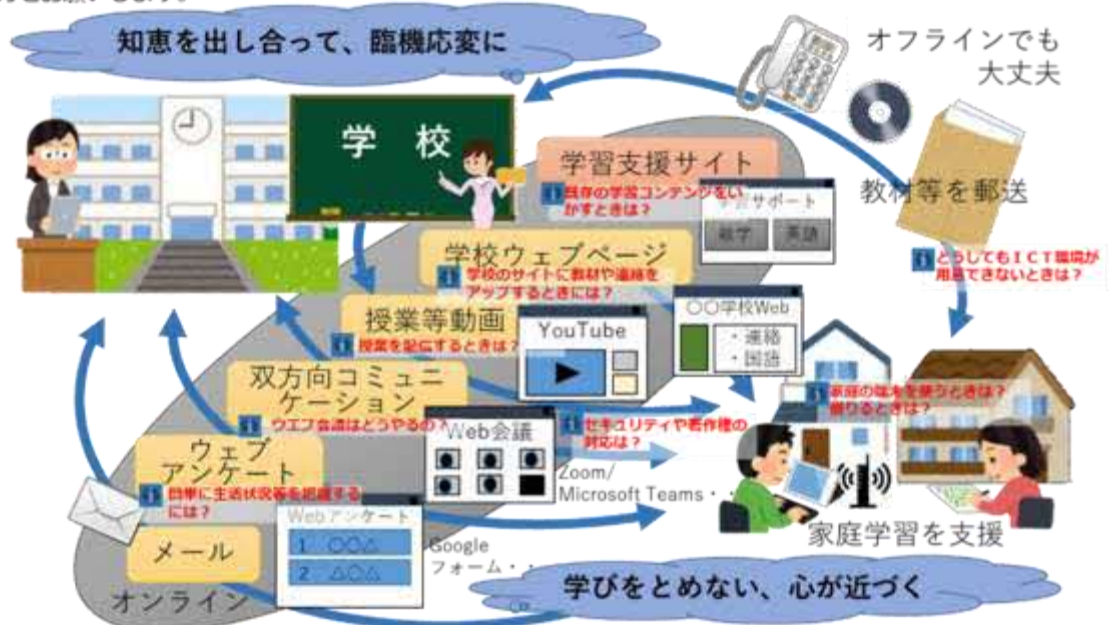 知恵を出し合って、臨機応変に
オフラインでも
大丈夫
学　校
学習支援サイト
既存の学習コンテンツをい
かすときは？
学習サポート
英語
教材等を郵送
どうしてもＩＣＴ環境が
用意できないときは？
学校ウェブページ
学校のサイトに教材や連絡を
アップするときには？
〇〇学校Web
・連絡
・国語
授業等動画
授業を配信するときは？
YouTube
双方向コミュニ
ケーション
ウエブ会議はどうやるの？
Web会議
セキュリティや著作権の
対応は？
Zoom/
Microsoft Teams・・
家庭の端末を使うときは？
借りるときは？
ウェブ
アンケート
簡単に生活状況等を把握する
には？
Webアンケート
1　〇〇△
2　△〇△
Google
フォーム・・
メール
オンライン
家庭学習を支援
学びをとめない、心が近づく